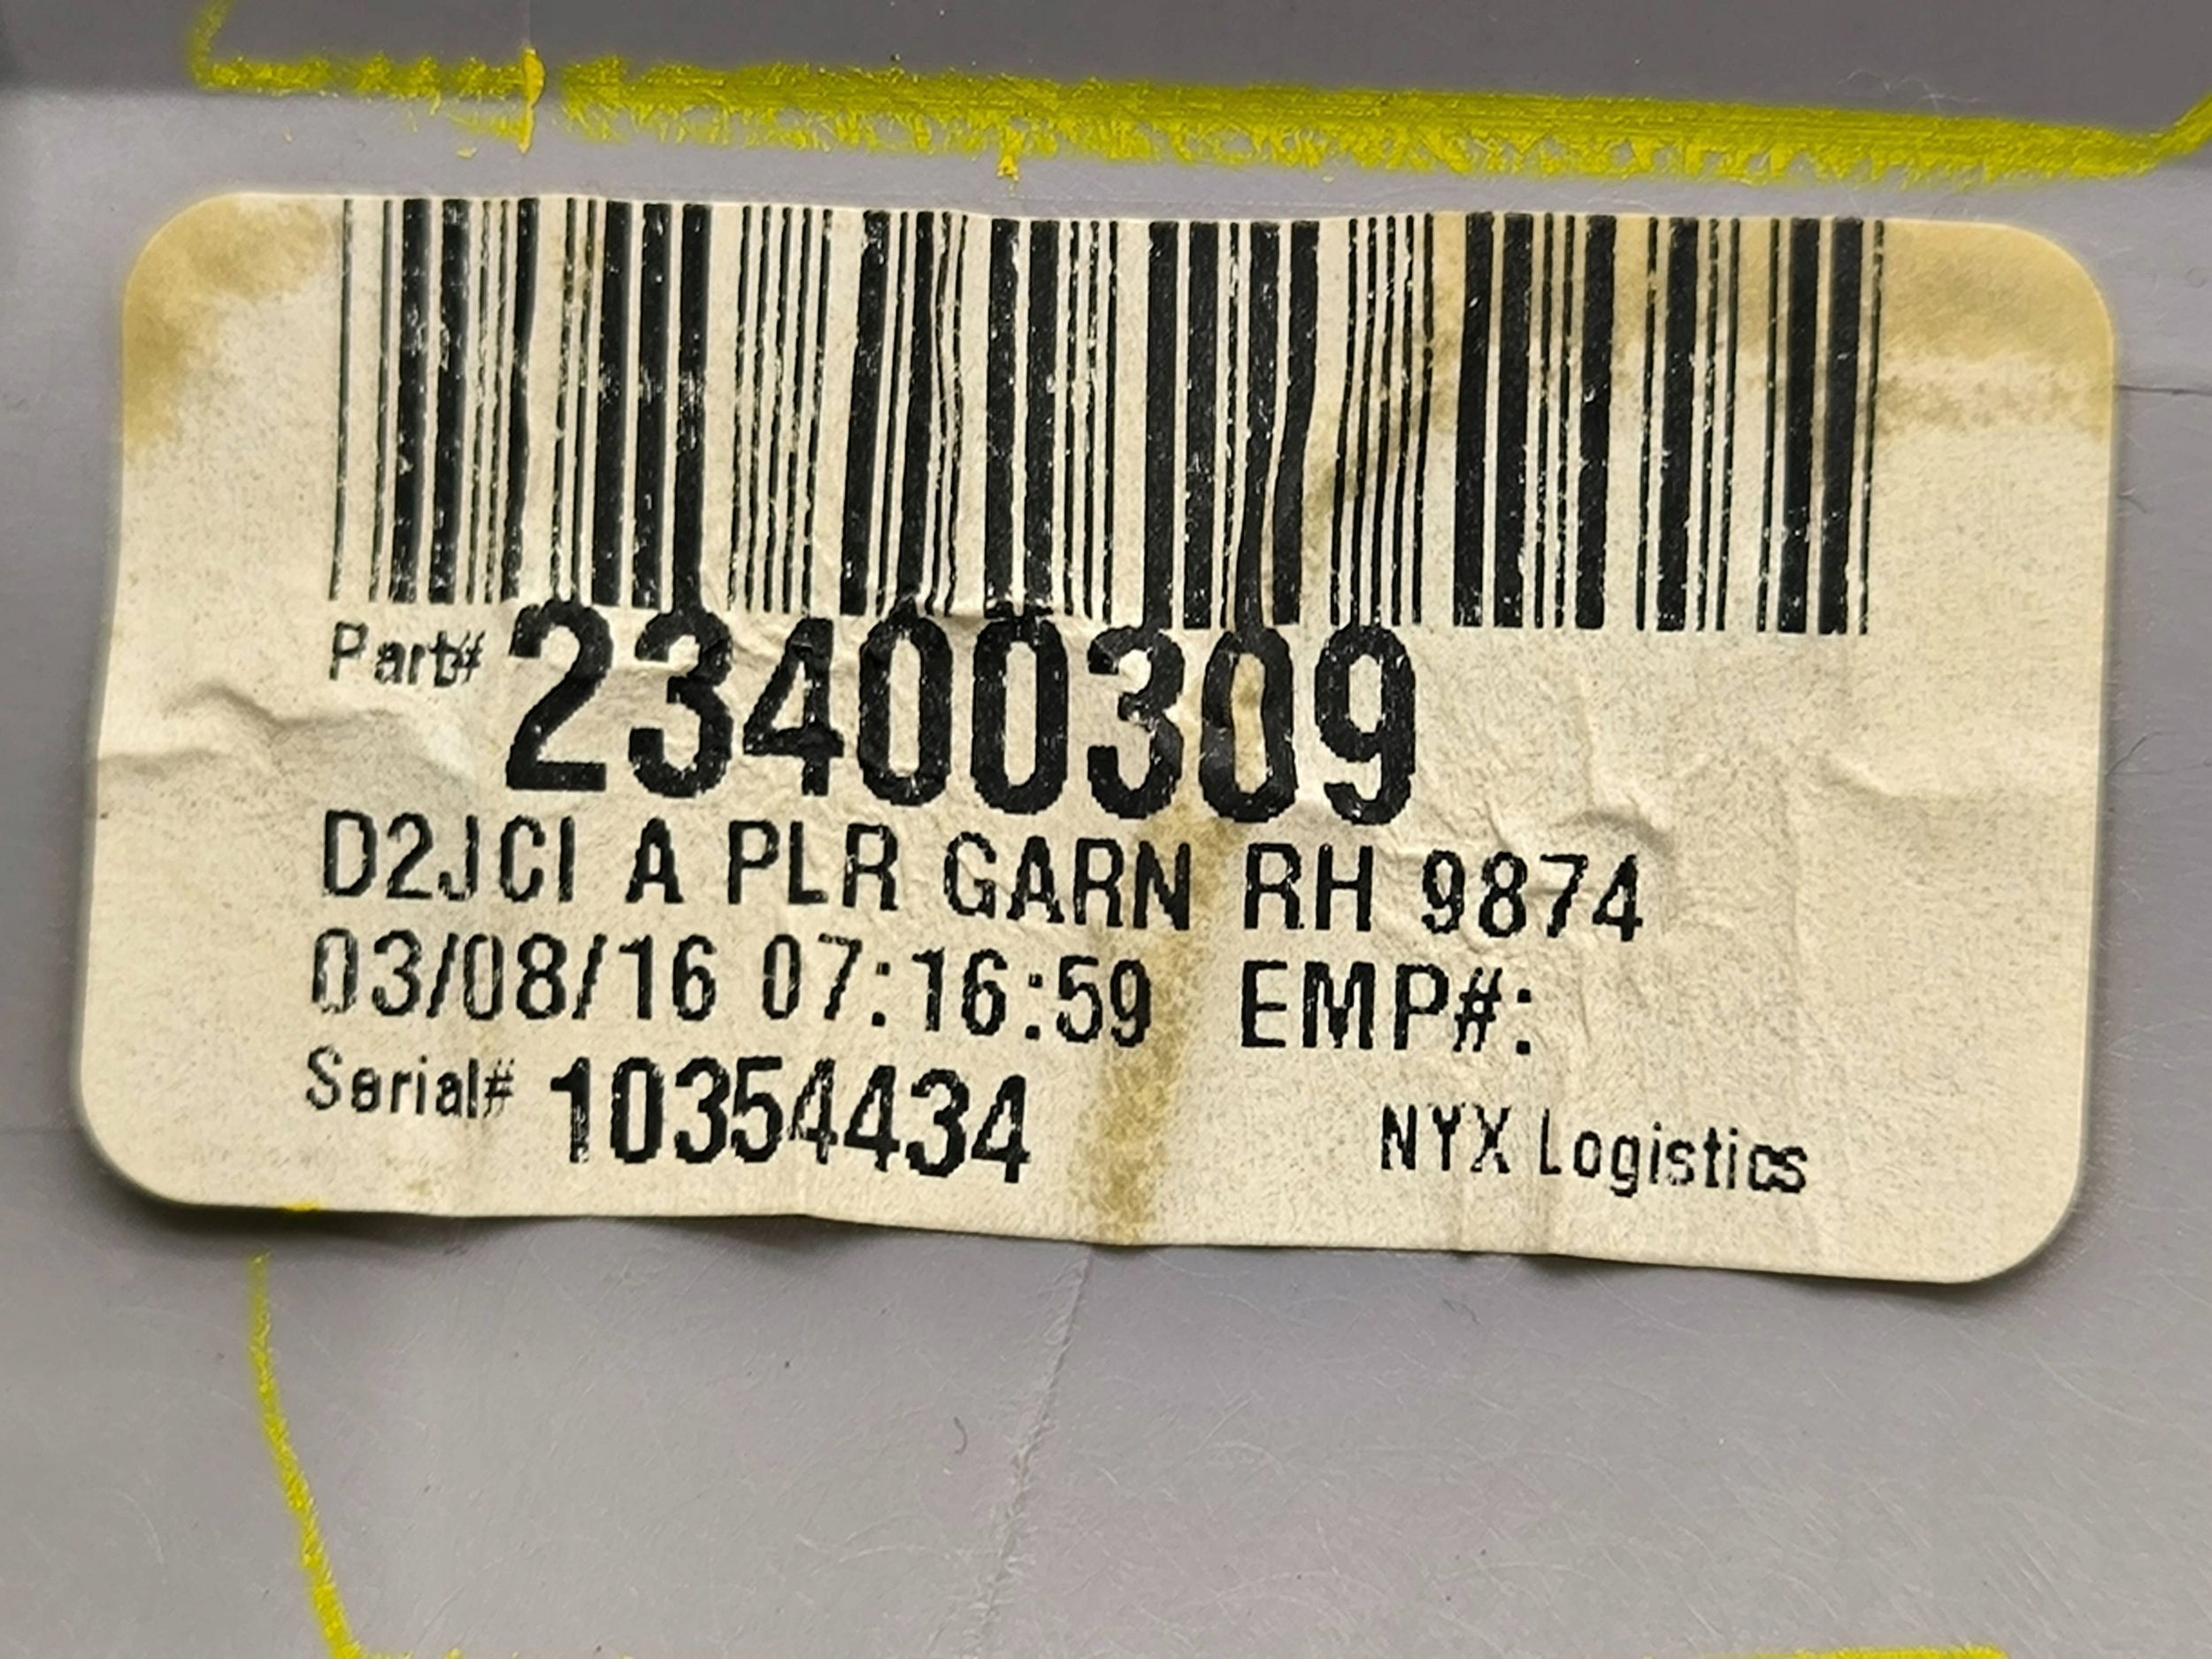 Part# 23400309
D2JCI A PLR GARN RH 9874
03/08/16 07:16:59 EMP#:
Serial# 10354434 NYX Logistics